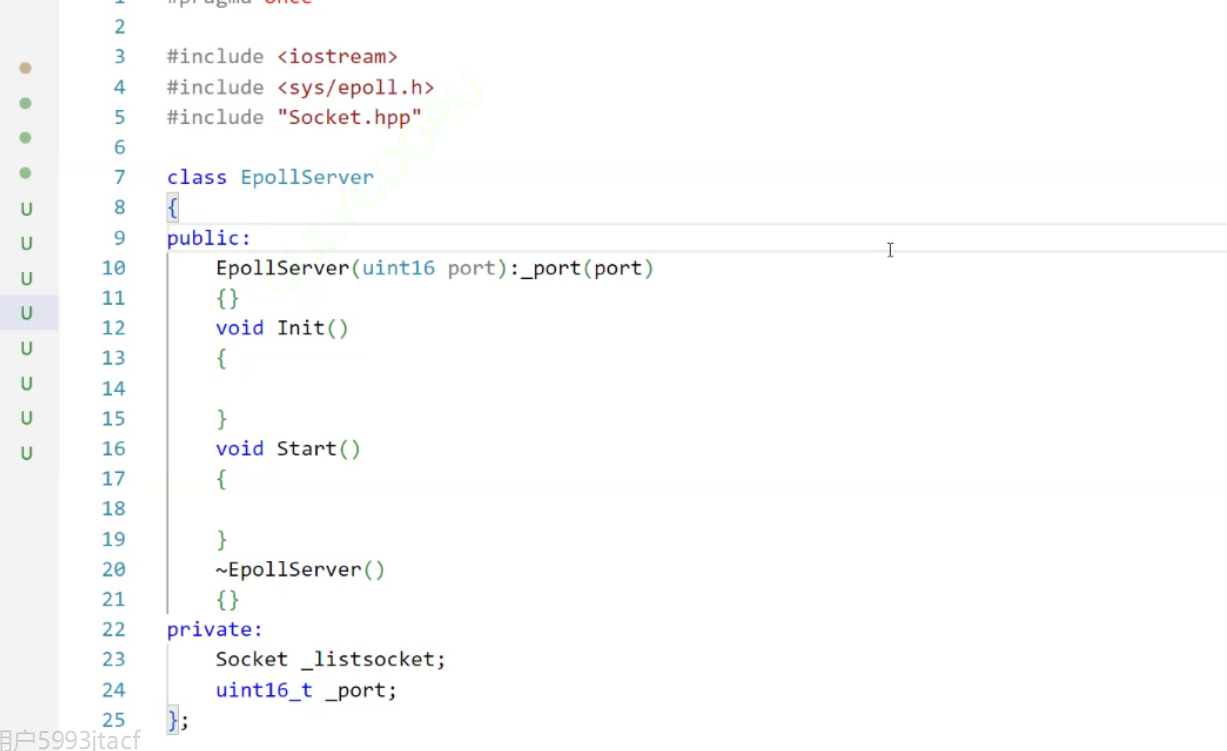 1 #pragma once
2
3 #include <iostream>
4 #include <sys/epoll.h>
5 #include "Socket.hpp"
6
7 class EpollServer
8 {
9 public:
10 EpollServer(uint16 port):_port(port)
11 {}
12 void Init()
13 {
14
15 }
16 void Start()
17 {
18
19 }
20 ~EpollServer()
21 {}
22 private:
23 Socket _listsocket;
24 uint16_t _port;
25 };
U
U
U
U
U
U
U
U
用户5993jtacf